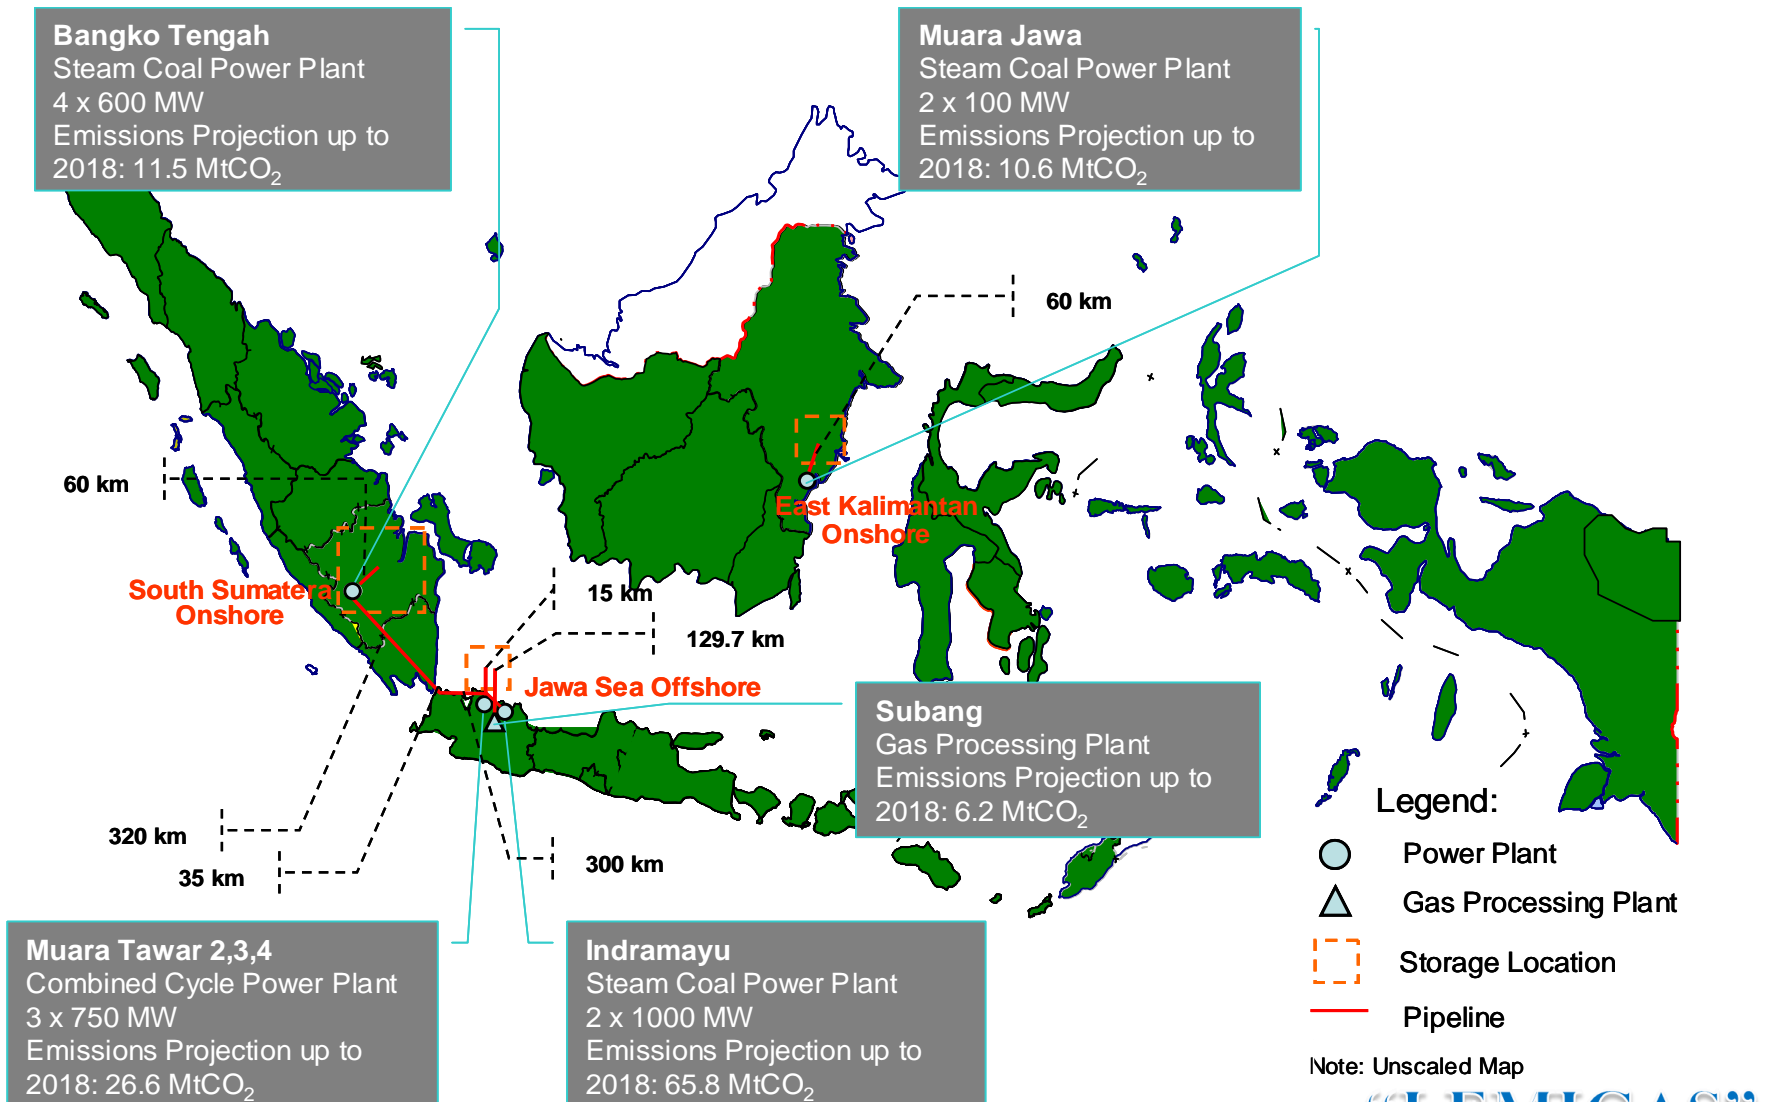 Bangko Tengah
Steam Coal Power Plant
4 x 600 MW
Emissions Projection up to
2018: 11.5 MtCO₂
Muara Jawa
Steam Coal Power Plant
2 x 100 MW
Emissions Projection up to
2018: 10.6 MtCO₂
60 km
60 km
East Kalimantan
Onshore
South Sumatera
Onshore
15 km
129.7 km
Jawa Sea Offshore
Subang
Gas Processing Plant
Emissions Projection up to
2018: 6.2 MtCO₂
320 km
35 km
300 km
Muara Tawar 2,3,4
Combined Cycle Power Plant
3 x 750 MW
Emissions Projection up to
2018: 26.6 MtCO₂
Indramayu
Steam Coal Power Plant
2 x 1000 MW
Emissions Projection up to
2018: 65.8 MtCO₂
Legend:
Power Plant
Gas Processing Plant
Storage Location
Pipeline
Note: Unscaled Map
“LEMIGAS”